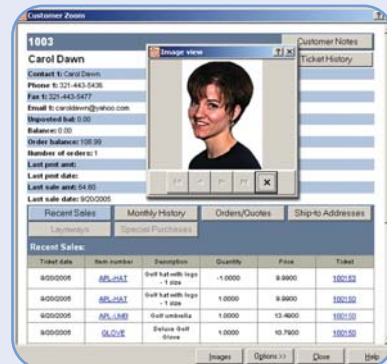 Customer Zoom
1003
Customer Notes
Carol Dawn
Ticket History
Image view
Contact 1: Carol Dawn
Phone 1: 321-443-5436
Fax 1: 321-443-5477
Email 1: caroldawn@yahoo.com
Unposted bal: 0.00
Balance: 0.00
Order balance: 108.99
Number of orders: 1
Last pmt amt:
Last pmt date:
Last sale amt: 64.60
Last sale date: 9/20/2005
Recent Sales
Monthly History
Orders/Quotes
Ship-to Addresses
Layaways
Special Purchases
Recent Sales:
Ticket date Item number Description Quantity Price Ticket
9/20/2005 APL-HAT Golf hat with logo - 1 size -1.0000 9.9900 100153
9/20/2005 APL-HAT Golf hat with logo - 1 size 1.0000 9.9900 100150
9/20/2005 APL-UMB Golf umbrella 1.0000 13.4900 100150
9/20/2005 GLOVE Deluxe Golf Glove 1.0000 10.7900 100150
Images
Options >>
Close
Help